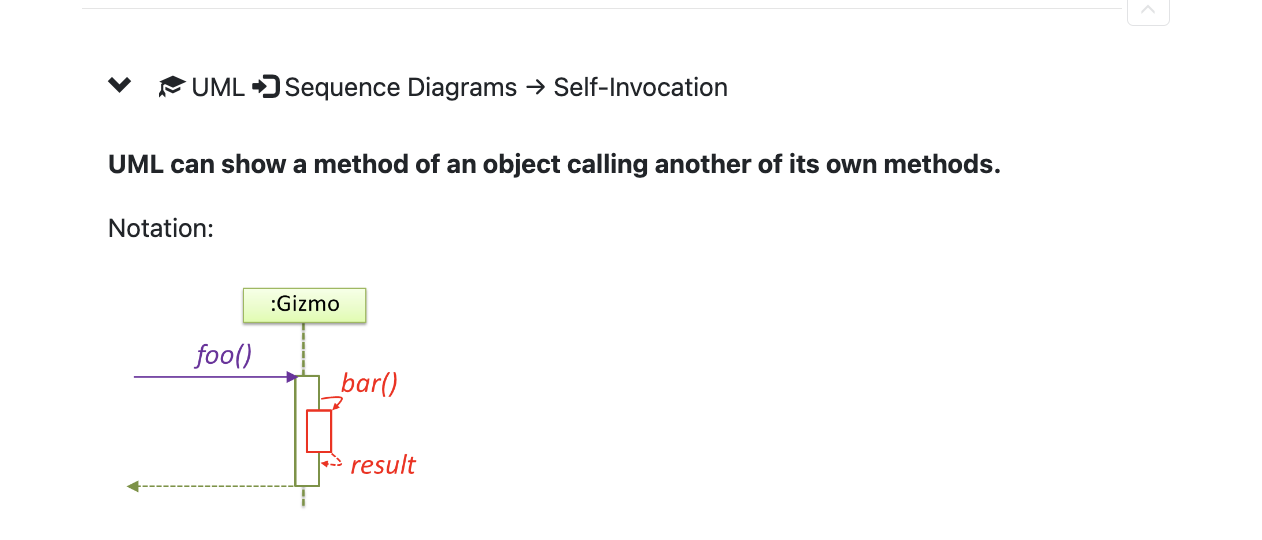 UML Sequence Diagrams → Self-Invocation
UML can show a method of an object calling another of its own methods.
Notation:
:Gizmo
foo()
bar()
result